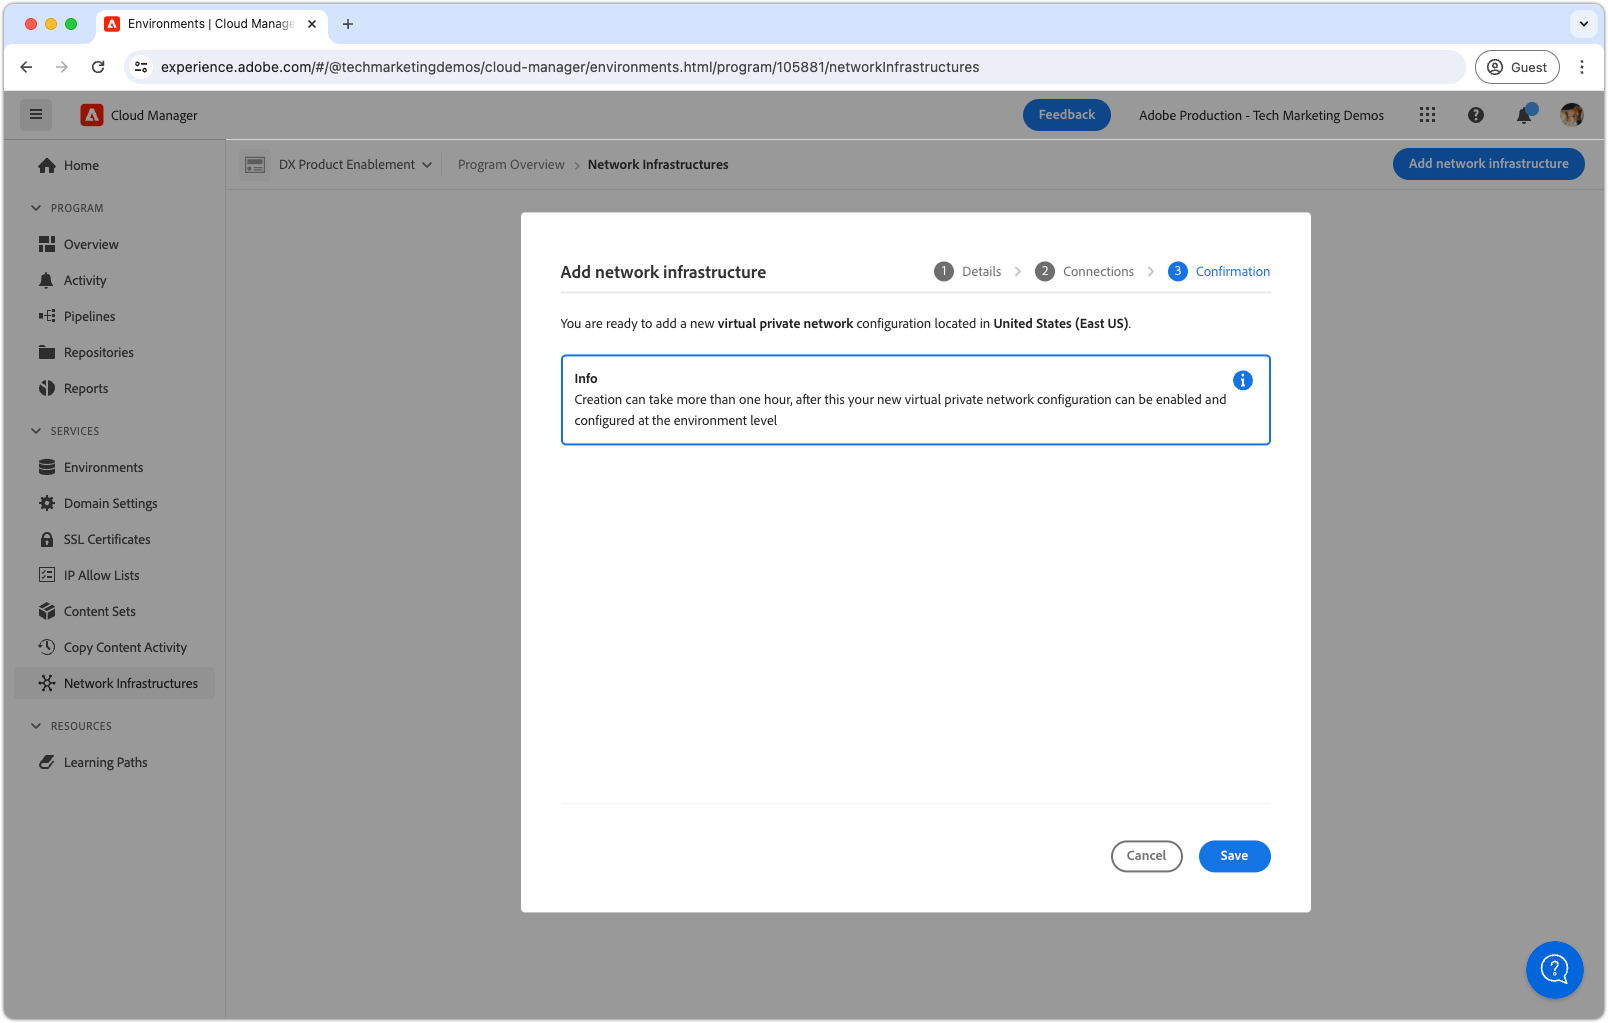 Environments | Cloud Manage
experience.adobe.com/#/@techmarketingdemos/cloud-manager/environments.html/program/105881/networkInfrastructures
Guest
Cloud Manager
Feedback
Adobe Production - Tech Marketing Demos
Home
PROGRAM
Overview
Activity
Pipelines
Repositories
Reports
SERVICES
Environments
Domain Settings
SSL Certificates
IP Allow Lists
Content Sets
Copy Content Activity
Network Infrastructures
RESOURCES
Learning Paths
DX Product Enablement
Program Overview > Network Infrastructures
Add network infrastructure
Add network infrastructure
1 Details > 2 Connections > 3 Confirmation
You are ready to add a new virtual private network configuration located in United States (East US).
Info
Creation can take more than one hour, after this your new virtual private network configuration can be enabled and
configured at the environment level
Cancel
Save